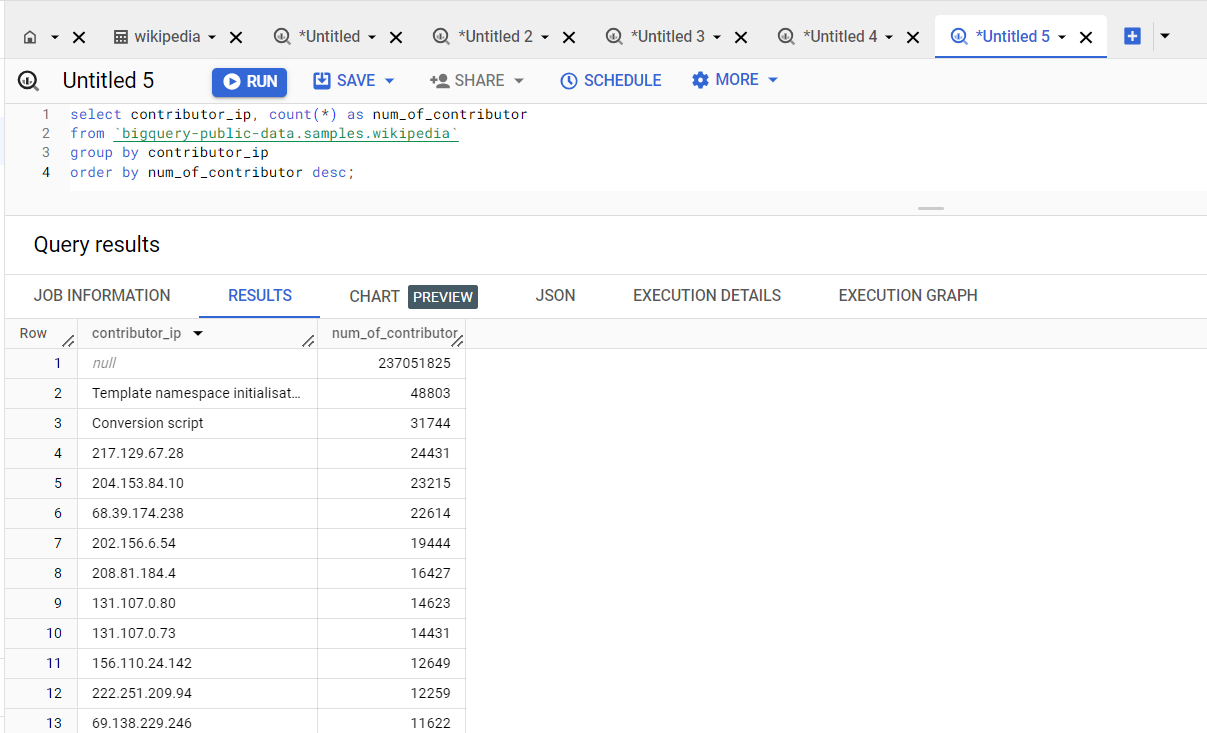 wikipedia *Untitled *Untitled 2 *Untitled 3 *Untitled 4 *Untitled 5
Untitled 5 RUN SAVE SHARE SCHEDULE MORE
1 select contributor_ip, count(*) as num_of_contributor
2 from `bigquery-public-data.samples.wikipedia`
3 group by contributor_ip
4 order by num_of_contributor desc;
Query results
JOB INFORMATION RESULTS CHART PREVIEW JSON EXECUTION DETAILS EXECUTION GRAPH
Row contributor_ip num_of_contributor
1 null 237051825
2 Template namespace initialisat... 48803
3 Conversion script 31744
4 217.129.67.28 24431
5 204.153.84.10 23215
6 68.39.174.238 22614
7 202.156.6.54 19444
8 208.81.184.4 16427
9 131.107.0.80 14623
10 131.107.0.73 14431
11 156.110.24.142 12649
12 222.251.209.94 12259
13 69.138.229.246 11622